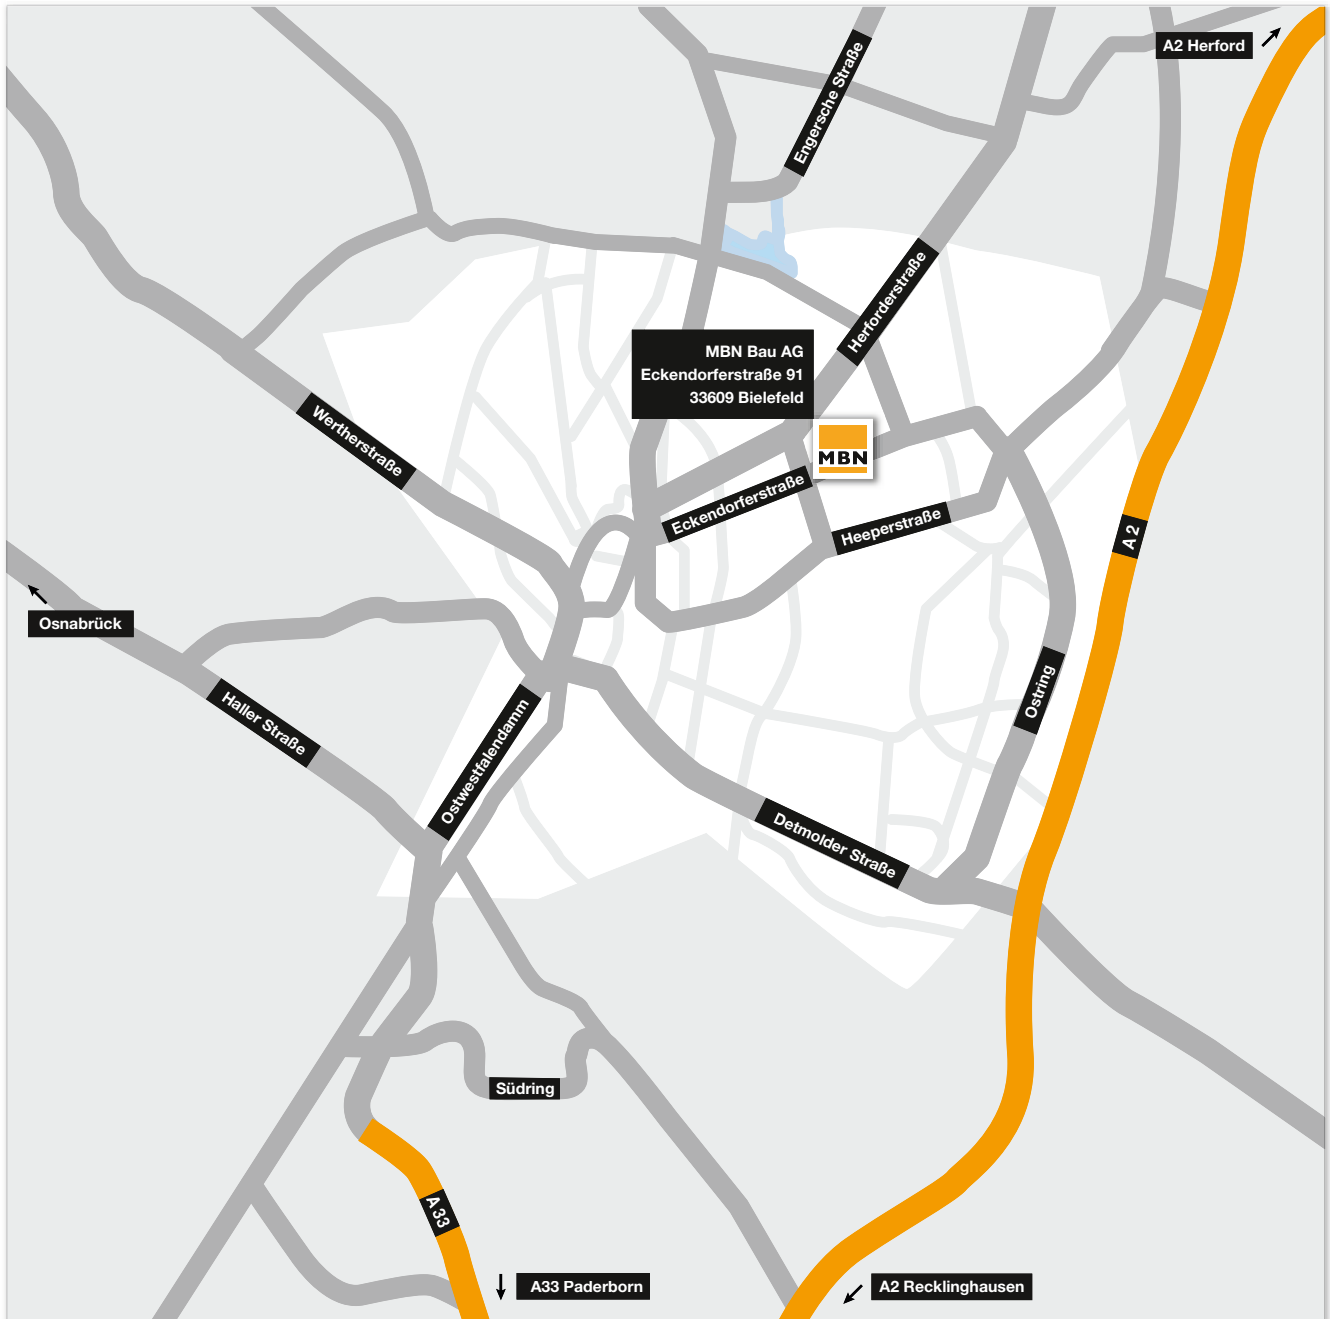 A2 Herford
Engersche Straße
Herforderstraße
MBN Bau AG
Eckendorferstraße 91
33609 Bielefeld
Wertherstraße
MBN
Eckendorferstraße
Heeperstraße
A 2
Osnabrück
Haller Straße
Ostwestfalendamm
Ostring
Detmolder Straße
Südring
A 33
A33 Paderborn
A2 Recklinghausen